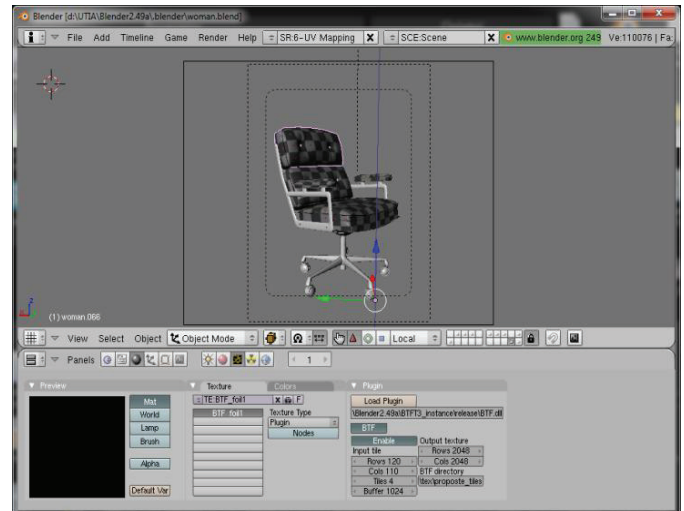 Blender [d:\UTIA\Blender2.49a\.blender\woman.blend]
File Add Timeline Game Render Help SR:6-UV Mapping X SCE:Scene X www.blender.org 249 Ve:110076 | Fa:
(1) woman.066
View Select Object Object Mode Local
Panels 1
Preview
Mat
World
Lamp
Brush
Alpha
Default Var
Texture Colors
TE:BTF_foil1 X F
BTF_foil1
Texture Type
Plugin
Nodes
Plugin
Load Plugin
\Blender2.49a\BTFT3_instance\release\BTF.dll
BTF
Enable Output texture
Input tile Rows 2048
Rows 120 Cols 2048
Cols 110 BTF directory
Tiles 4 \tex\proposte_tiles
Buffer 1024